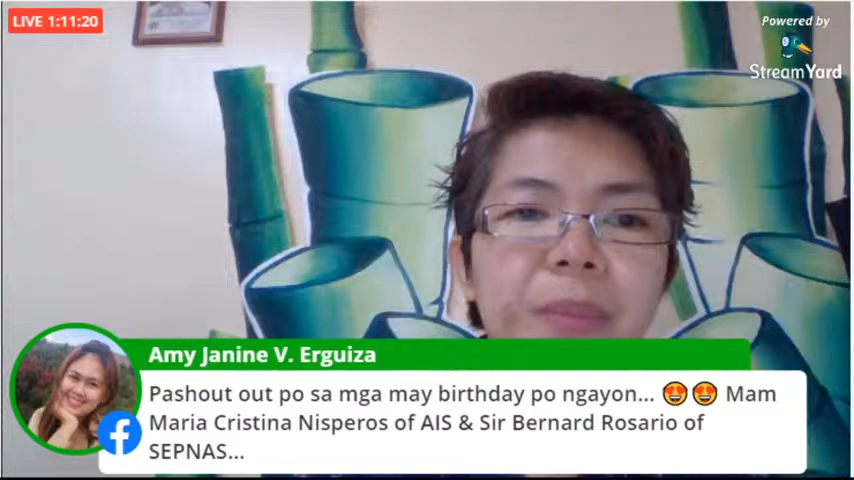 LIVE 1:11:20
Powered by
StreamYard
Amy Janine V. Erguiza
Pashout out po sa mga may birthday po ngayon... 😍😍 Mam
Maria Cristina Nisperos of AIS & Sir Bernard Rosario of
SEPNAS...